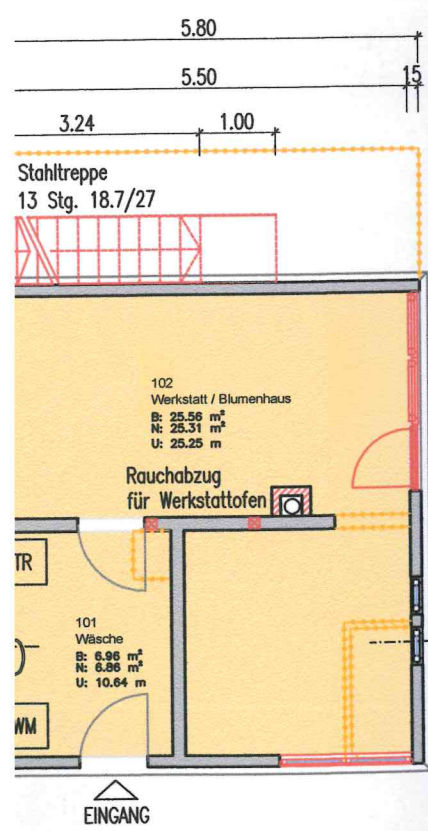 5.80
5.50 15
3.24 1.00
Stahltreppe
13 Stg. 18.7/27
102
Werkstatt / Blumenhaus
B: 25.56 m²
N: 25.31 m²
U: 25.25 m
Rauchabzug
für Werkstattofen
TR
101
Wäsche
B: 6.96 m²
N: 6.86 m²
U: 10.64 m
WM
EINGANG